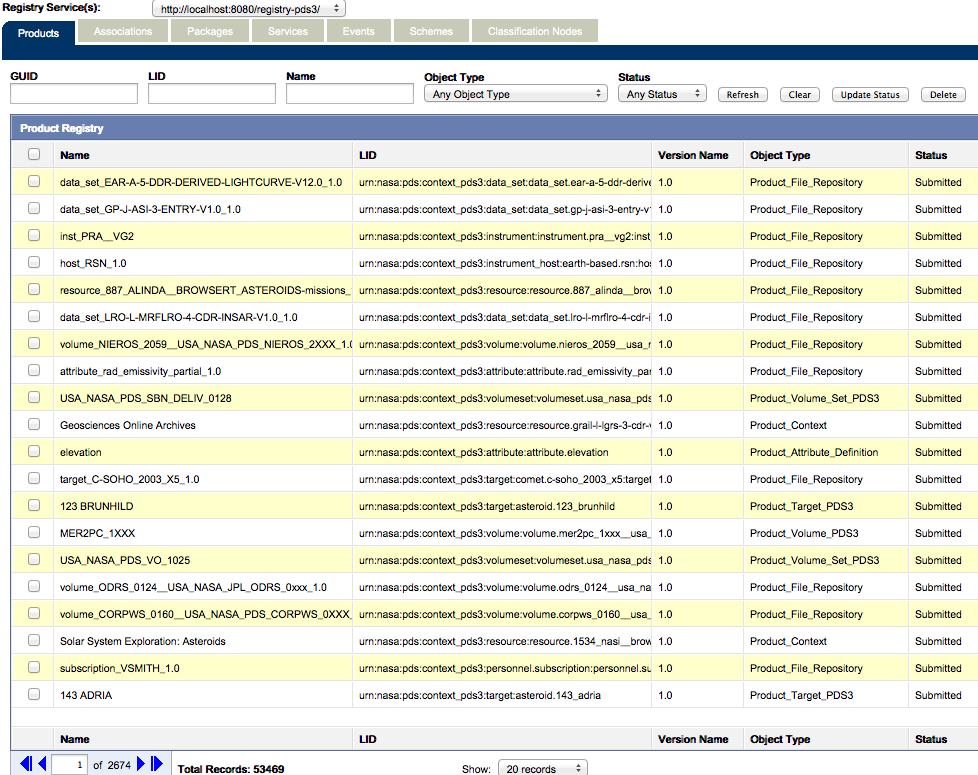 Registry Service(s): http://localhost:8080/registry-pds3/
Products Associations Packages Services Events Schemes Classification Nodes
GUID LID Name Object Type Status
Any Object Type Any Status Refresh Clear Update Status Delete
Product Registry
Name LID Version Name Object Type Status
data_set_EAR-A-5-DDR-DERIVED-LIGHTCURVE-V12.0_1.0 urn:nasa:pds:context_pds3:data_set:data_set.ear-a-5-ddr-derive 1.0 Product_File_Repository Submitted
data_set_GP-J-ASI-3-ENTRY-V1.0_1.0 urn:nasa:pds:context_pds3:data_set:data_set.gp-j-asi-3-entry-v 1.0 Product_File_Repository Submitted
inst_PRA__VG2 urn:nasa:pds:context_pds3:instrument:instrument.pra__vg2:inst 1.0 Product_File_Repository Submitted
host_RSN_1.0 urn:nasa:pds:context_pds3:instrument_host:earth-based.rsn:hos 1.0 Product_File_Repository Submitted
resource_887_ALINDA__BROWSERT_ASTEROIDS-missions_ urn:nasa:pds:context_pds3:resource:resource.887_alinda__brow 1.0 Product_File_Repository Submitted
data_set_LRO-L-MRFLRO-4-CDR-INSAR-V1.0_1.0 urn:nasa:pds:context_pds3:data_set:data_set.lro-l-mrflro-4-cdr-i 1.0 Product_File_Repository Submitted
volume_NIEROS_2059__USA_NASA_PDS_NIEROS_2XXX_1.0 urn:nasa:pds:context_pds3:volume:volume.nieros_2059__usa_n 1.0 Product_File_Repository Submitted
attribute_rad_emissivity_partial_1.0 urn:nasa:pds:context_pds3:attribute:attribute.rad_emissivity_par 1.0 Product_File_Repository Submitted
USA_NASA_PDS_SBN_DELIV_0128 urn:nasa:pds:context_pds3:volumeset:volumeset.usa_nasa_pds 1.0 Product_Volume_Set_PDS3 Submitted
Geosciences Online Archives urn:nasa:pds:context_pds3:resource:resource.grail-l-lgrs-3-cdr-v 1.0 Product_Context Submitted
elevation urn:nasa:pds:context_pds3:attribute:attribute.elevation 1.0 Product_Attribute_Definition Submitted
target_C-SOHO_2003_X5_1.0 urn:nasa:pds:context_pds3:target:comet.c-soho_2003_x5:target 1.0 Product_File_Repository Submitted
123 BRUNHILD urn:nasa:pds:context_pds3:target:asteroid.123_brunhild 1.0 Product_Target_PDS3 Submitted
MER2PC_1XXX urn:nasa:pds:context_pds3:volume:volume.mer2pc_1xxx__usa_ 1.0 Product_Volume_PDS3 Submitted
USA_NASA_PDS_VO_1025 urn:nasa:pds:context_pds3:volumeset:volumeset.usa_nasa_pds 1.0 Product_Volume_Set_PDS3 Submitted
volume_ODRS_0124__USA_NASA_JPL_ODRS_0xxx_1.0 urn:nasa:pds:context_pds3:volume:volume.odrs_0124__usa_na 1.0 Product_File_Repository Submitted
volume_CORPWS_0160__USA_NASA_PDS_CORPWS_0XXX_ urn:nasa:pds:context_pds3:volume:volume.corpws_0160__usa_ 1.0 Product_File_Repository Submitted
Solar System Exploration: Asteroids urn:nasa:pds:context_pds3:resource:resource.1534_nasi__brow 1.0 Product_Context Submitted
subscription_VSMITH_1.0 urn:nasa:pds:context_pds3:personnel.subscription:personnel.su 1.0 Product_File_Repository Submitted
143 ADRIA urn:nasa:pds:context_pds3:target:asteroid.143_adria 1.0 Product_Target_PDS3 Submitted
Name LID Version Name Object Type Status
1 of 2674 Total Records: 53469 Show: 20 records